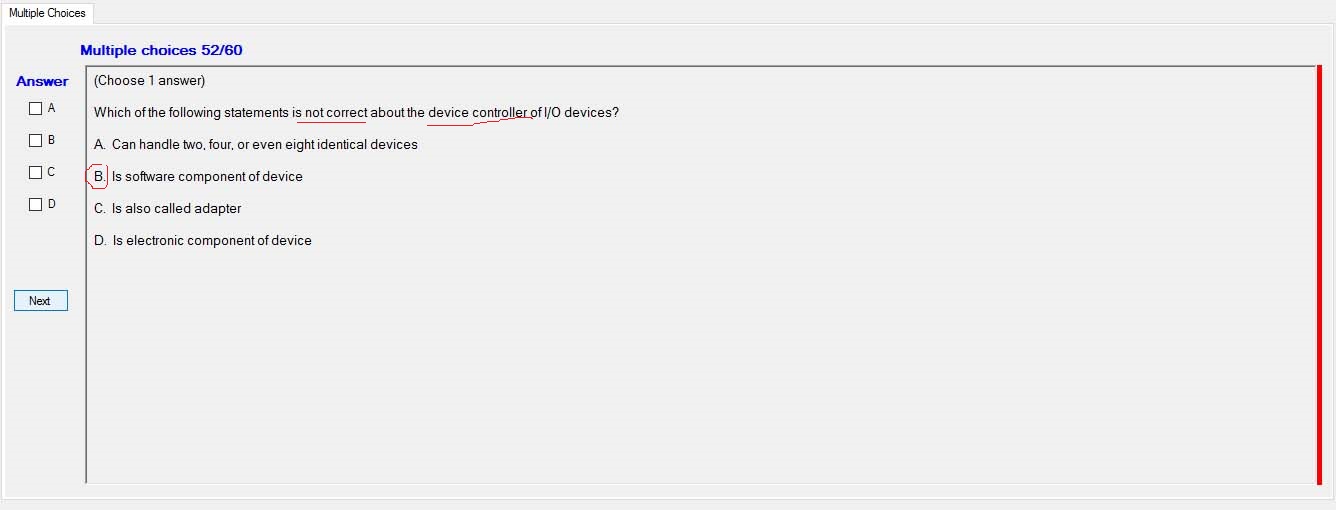 Multiple Choices
Multiple choices 52/60
Answer
A
B
C
D
Next
(Choose 1 answer)
Which of the following statements is not correct about the device controller of I/O devices?
A. Can handle two, four, or even eight identical devices
B. Is software component of device
C. Is also called adapter
D. Is electronic component of device